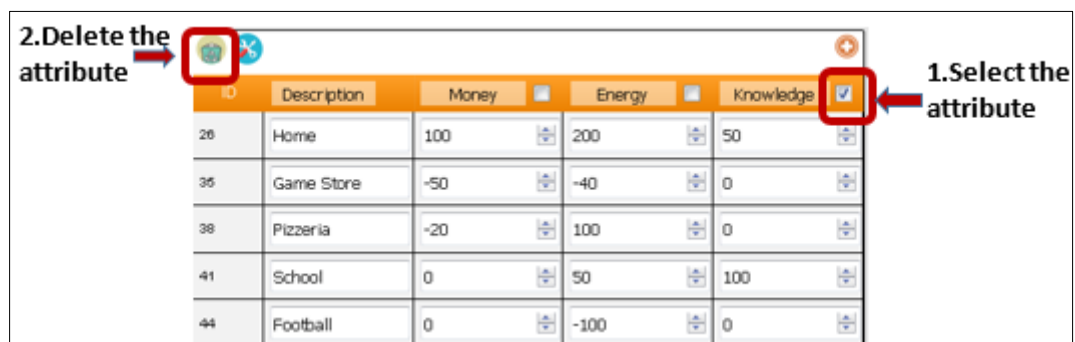 2.Delete the
attribute
1.Select the
attribute
ID Description Money Energy Knowledge
26 Home 100 200 50
35 Game Store -50 -40 0
38 Pizzeria -20 100 0
41 School 0 50 100
44 Football 0 -100 0